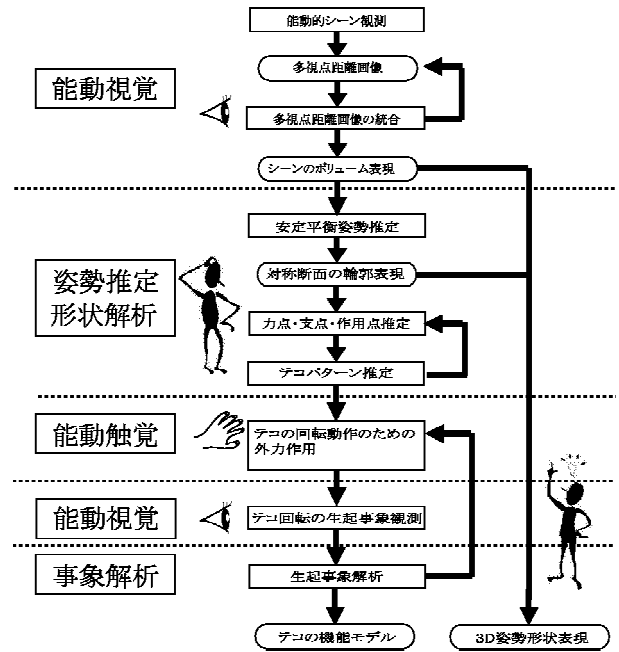 能動的シーン観測
多視点距離画像
能動視覚
多視点距離画像の統合
シーンのボリューム表現
安定平衡姿勢推定
姿勢推定
形状解析
対称断面の輪郭表現
力点・支点・作用点推定
テコパターン推定
能動触覚
テコの回転動作のための
外力作用
能動視覚
テコ回転の生起事象観測
事象解析
生起事象解析
テコの機能モデル
3D姿勢形状表現